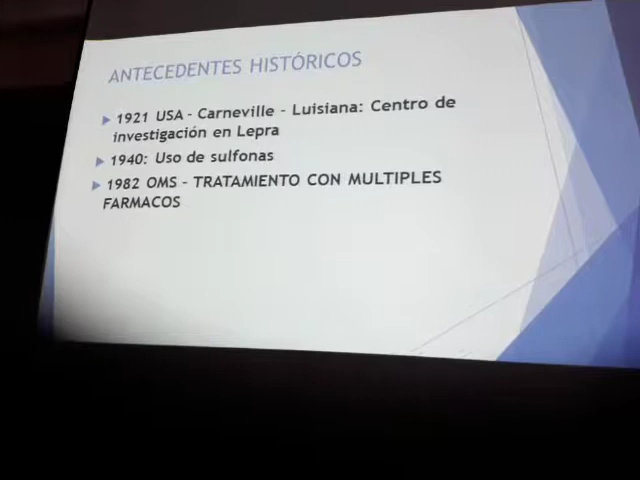 ANTECEDENTES HISTÓRICOS
1921 USA - Carneville - Luisiana: Centro de
investigación en Lepra
1940: Uso de sulfonas
1982 OMS - TRATAMIENTO CON MULTIPLES
FARMACOS